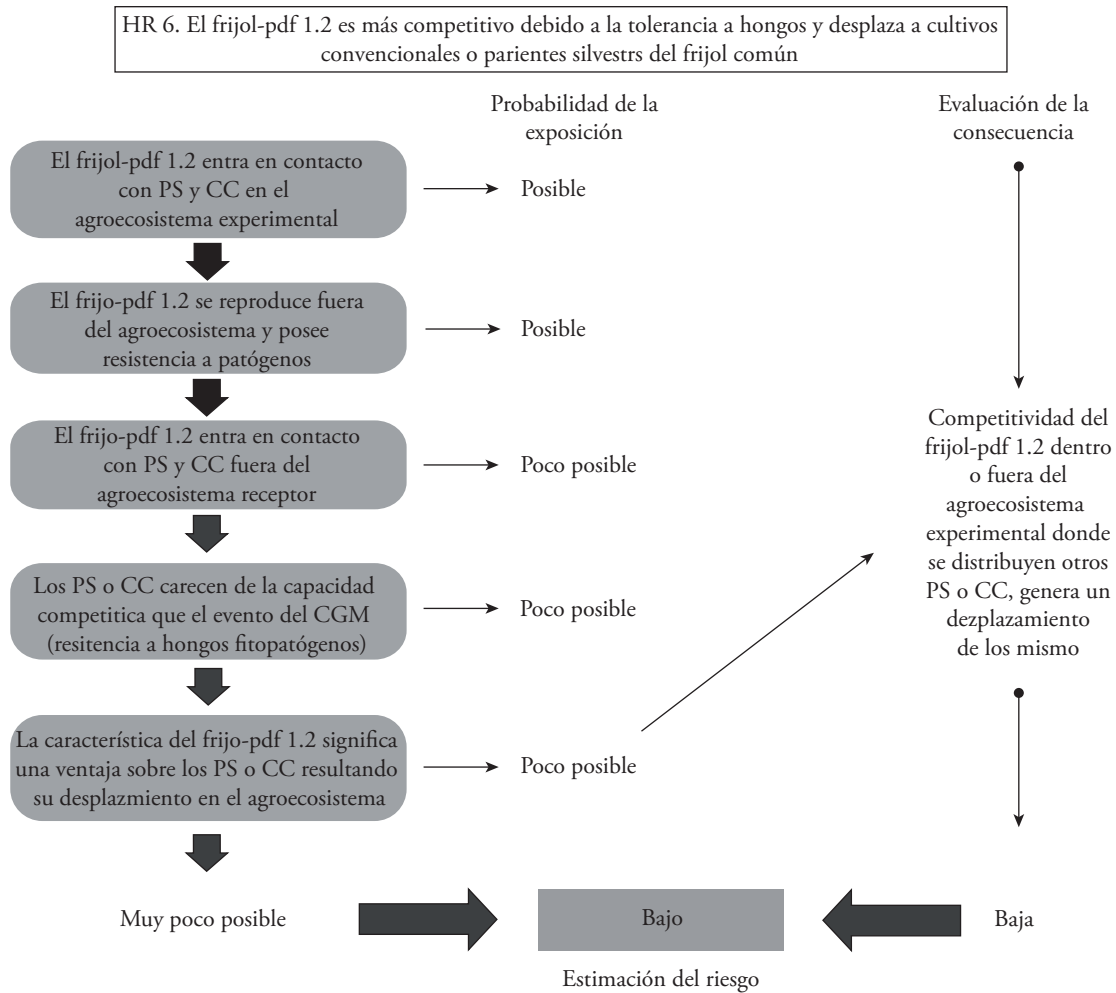 HR 6. El frijol-pdf 1.2 es más competitivo debido a la tolerancia a hongos y desplaza a cultivos
convencionales o parientes silvestrs del frijol común
Probabilidad de la
exposición
Evaluación de la
consecuencia
El frijol-pdf 1.2 entra en contacto
con PS y CC en el
agroecosistema experimental
Posible
El frijo-pdf 1.2 se reproduce fuera
del agroecosistema y posee
resistencia a patógenos
Posible
El frijo-pdf 1.2 entra en contacto
con PS y CC fuera del
agroecosistema receptor
Poco posible
Los PS o CC carecen de la capacidad
competitica que el evento del CGM
(resitencia a hongos fitopatógenos)
Poco posible
La característica del frijo-pdf 1.2 significa
una ventaja sobre los PS o CC resultando
su desplazmiento en el agroecosistema
Poco posible
Competitividad del
frijol-pdf 1.2 dentro
o fuera del
agroecosistema
experimental donde
se distribuyen otros
PS o CC, genera un
dezplazamiento
de los mismo
Muy poco posible
Bajo
Baja
Estimación del riesgo